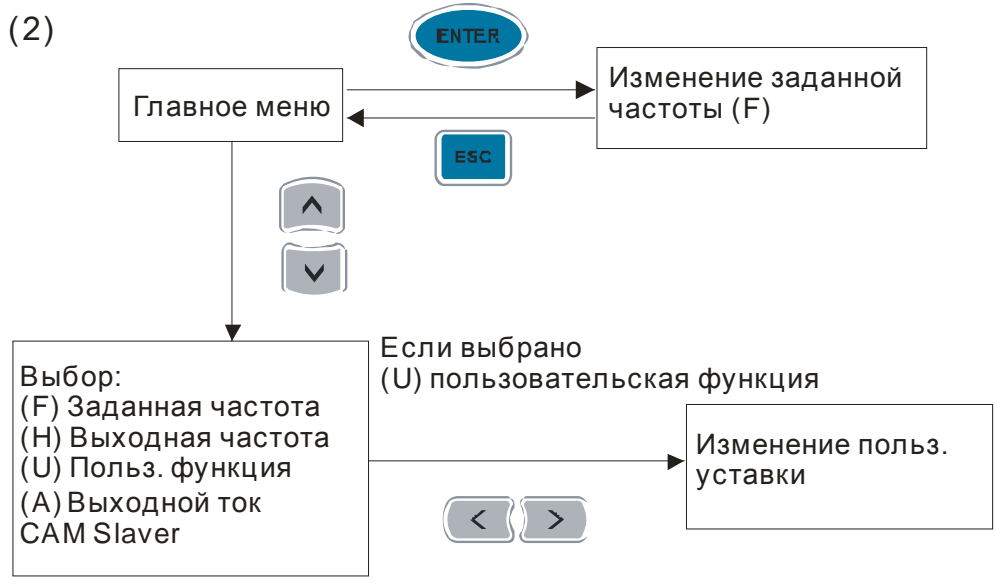 (2)
ENTER
Главное меню
Изменение заданной
частоты (F)
ESC
Если выбрано
(U) пользовательская функция
Выбор:
(F) Заданная частота
(H) Выходная частота
(U) Польз. функция
(A) Выходной ток
CAM Slaver
Изменение польз.
уставки